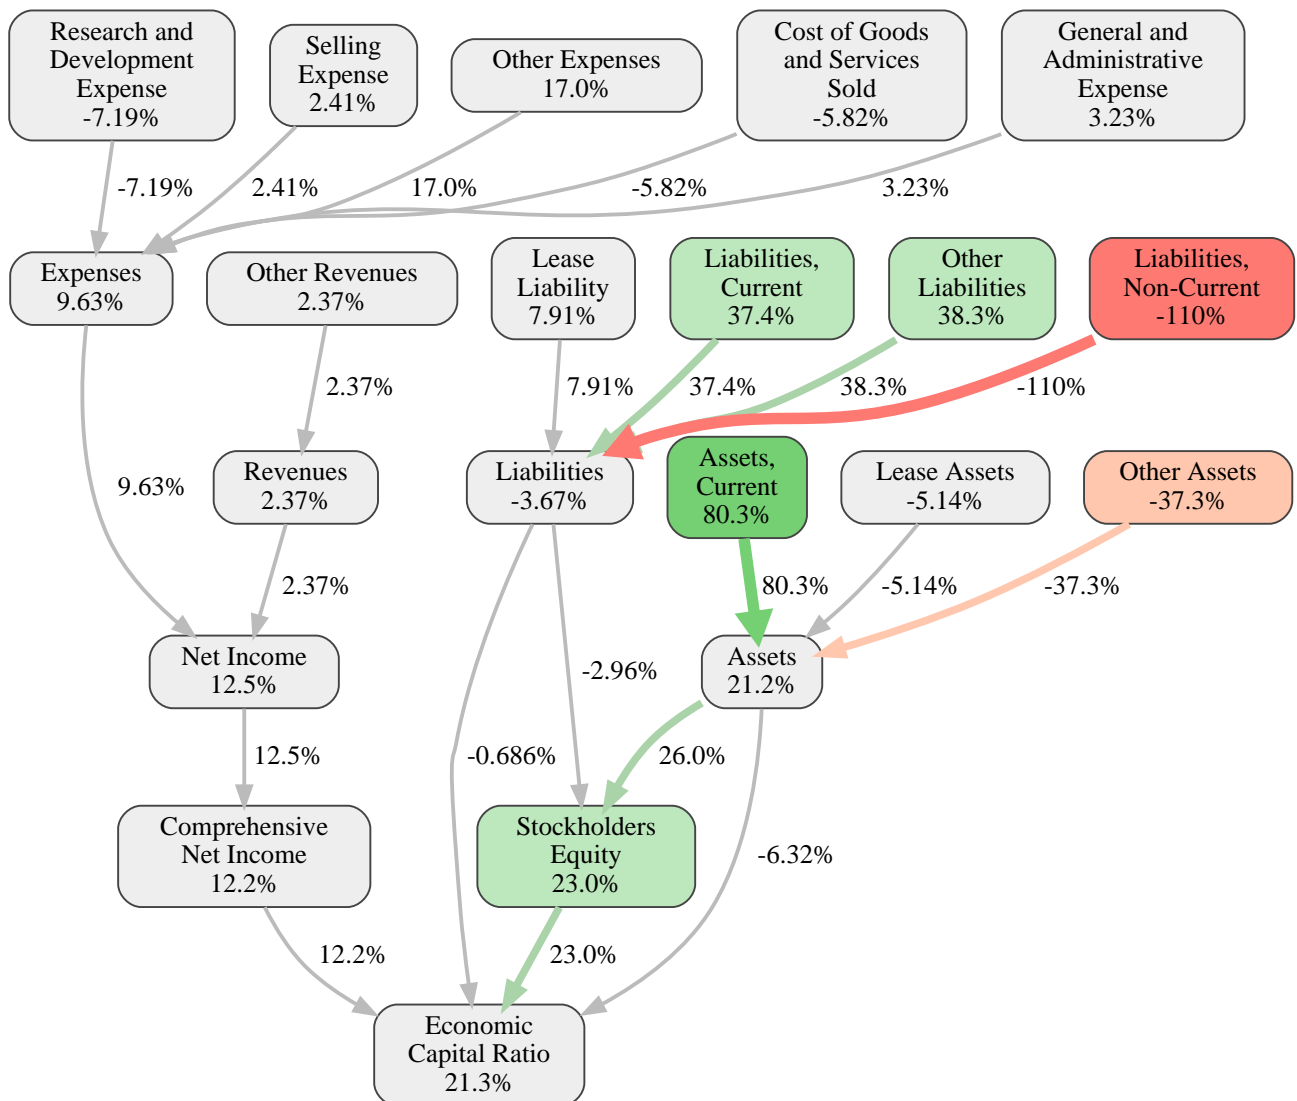 Research and
Development
Expense
-7.19%
Selling
Expense
2.41%
Other Expenses
17.0%
Cost of Goods
and Services
Sold
-5.82%
General and
Administrative
Expense
3.23%
-7.19%
2.41%
17.0%
-5.82%
3.23%
Expenses
9.63%
Other Revenues
2.37%
Lease
Liability
7.91%
Liabilities,
Current
37.4%
Other
Liabilities
38.3%
Liabilities,
Non-Current
-110%
2.37%
7.91%
37.4%
38.3%
-110%
9.63%
Revenues
2.37%
Liabilities
-3.67%
Assets,
Current
80.3%
Lease Assets
-5.14%
Other Assets
-37.3%
2.37%
80.3%
-5.14%
-37.3%
Net Income
12.5%
-2.96%
Assets
21.2%
12.5%
-0.686%
26.0%
Comprehensive
Net Income
12.2%
Stockholders
Equity
23.0%
-6.32%
12.2%
23.0%
Economic
Capital Ratio
21.3%